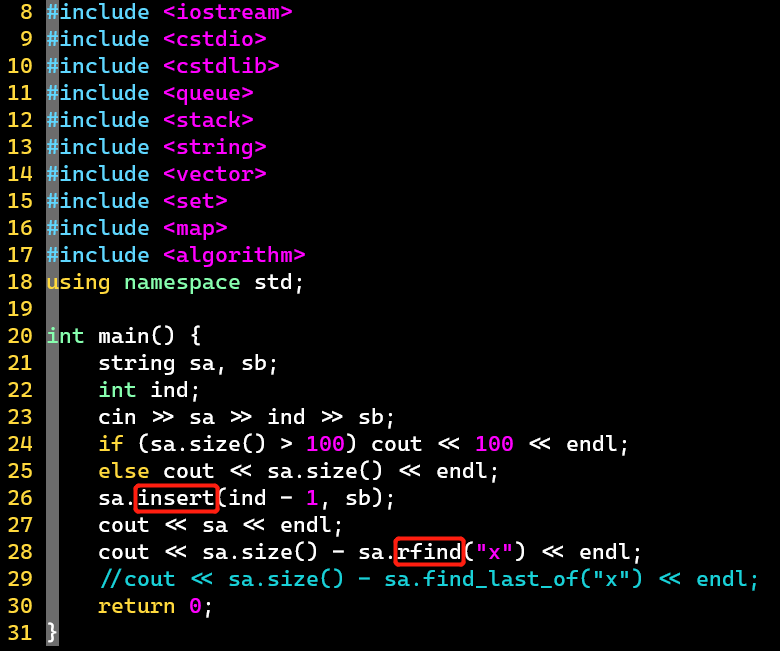 8 #include <iostream>
9 #include <cstdio>
10 #include <cstdlib>
11 #include <queue>
12 #include <stack>
13 #include <string>
14 #include <vector>
15 #include <set>
16 #include <map>
17 #include <algorithm>
18 using namespace std;
19
20 int main() {
21     string sa, sb;
22     int ind;
23     cin >> sa >> ind >> sb;
24     if (sa.size() > 100) cout << 100 << endl;
25     else cout << sa.size() << endl;
26     sa.insert(ind - 1, sb);
27     cout << sa << endl;
28     cout << sa.size() - sa.rfind("x") << endl;
29     //cout << sa.size() - sa.find_last_of("x") << endl;
30     return 0;
31 }